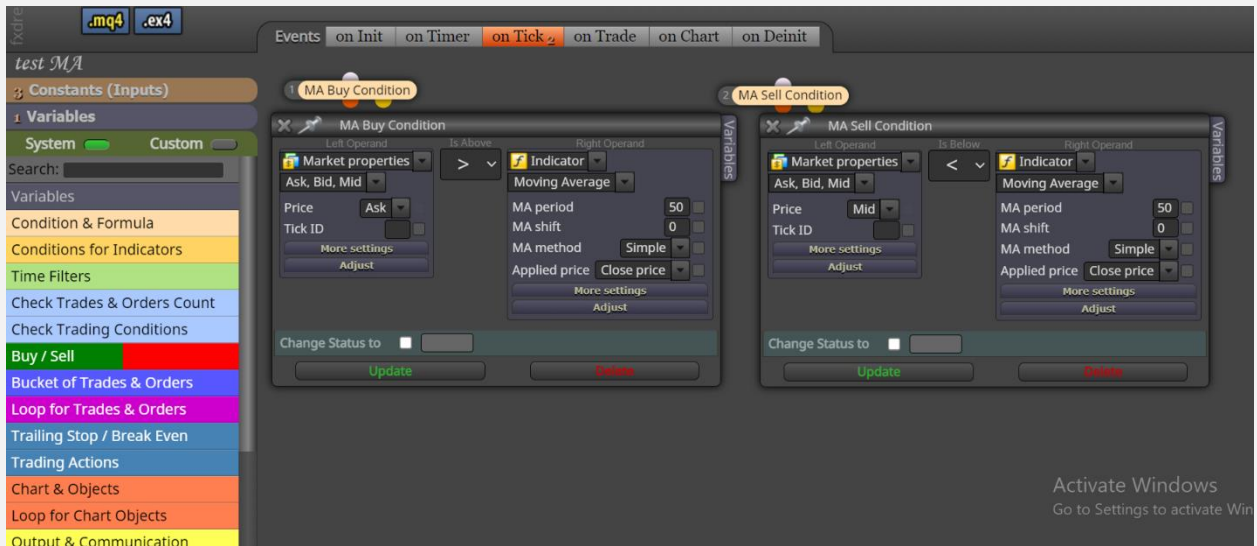 fxdre
.mq4 .ex4
Events on Init on Timer on Tick 2 on Trade on Chart on Deinit
test MA
3 Constants (Inputs)
1 Variables
System Custom
Search:
Variables
Condition & Formula
Conditions for Indicators
Time Filters
Check Trades & Orders Count
Check Trading Conditions
Buy / Sell
Bucket of Trades & Orders
Loop for Trades & Orders
Trailing Stop / Break Even
Trading Actions
Chart & Objects
Loop for Chart Objects
Output & Communication
1 MA Buy Condition
MA Buy Condition
Variables
Left Operand Is Above Right Operand
Market properties > f Indicator
Ask, Bid, Mid Moving Average
Price Ask MA period 50
Tick ID MA shift 0
More settings MA method Simple
Adjust Applied price Close price
More settings
Adjust
Change Status to
Update Delete
2 MA Sell Condition
MA Sell Condition
Variables
Left Operand Is Below Right Operand
Market properties < f Indicator
Ask, Bid, Mid Moving Average
Price Mid MA period 50
Tick ID MA shift 0
More settings MA method Simple
Adjust Applied price Close price
More settings
Adjust
Change Status to
Update Delete
Activate Windows
Go to Settings to activate Win